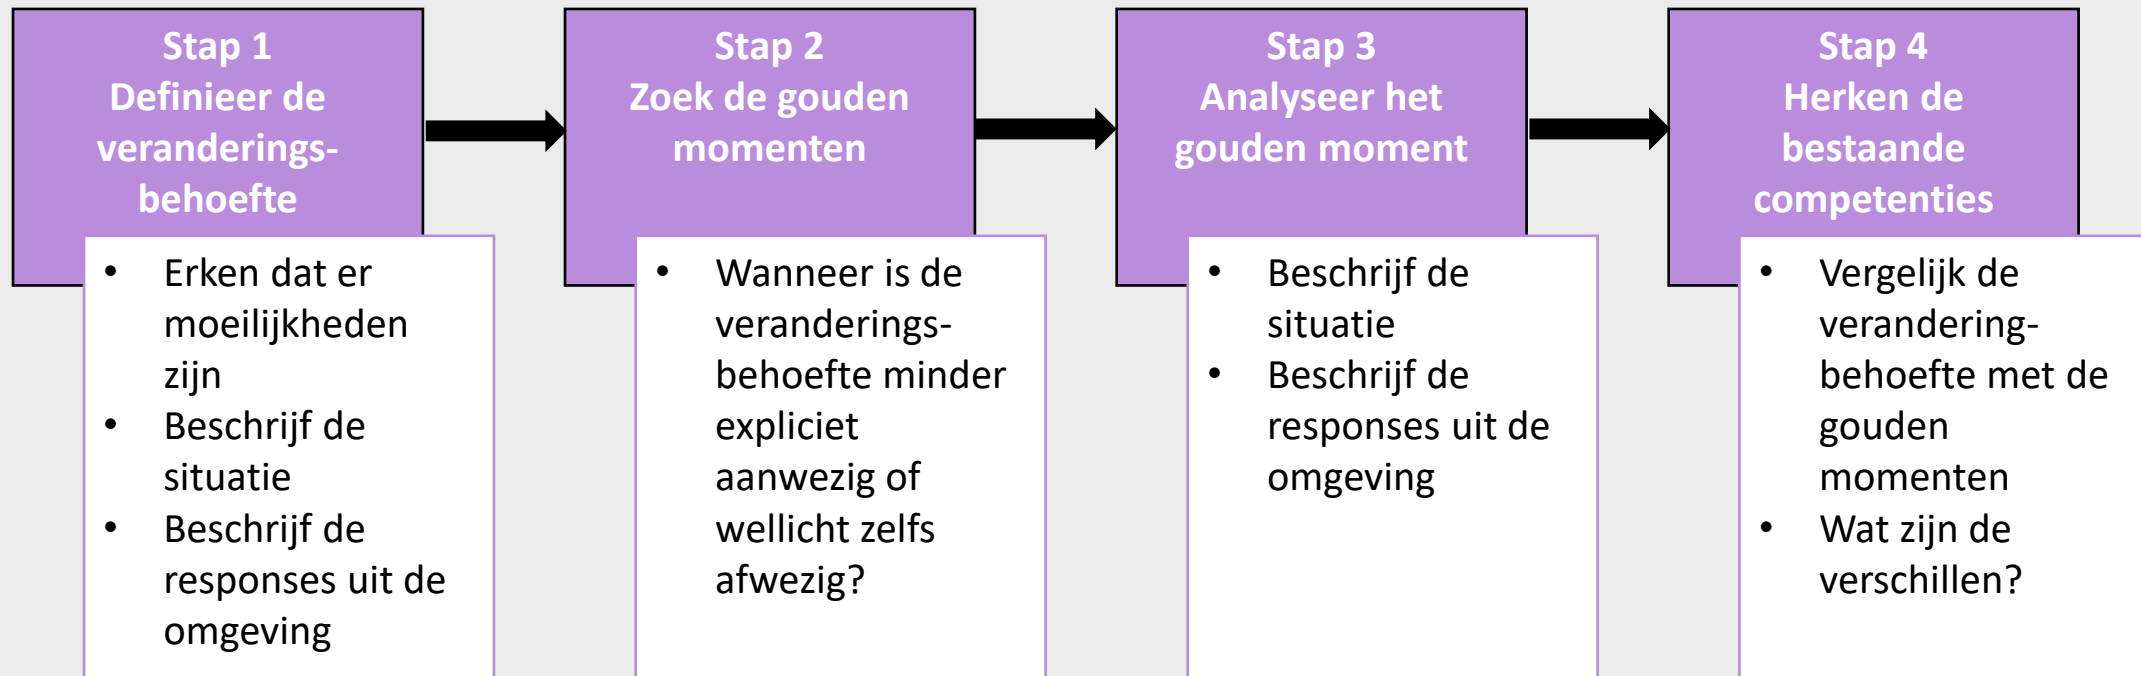 Stap 1
Definieer de
veranderings-
behoefte
• Erken dat er
moeilijkheden
zijn
• Beschrijf de
situatie
• Beschrijf de
responses uit de
omgeving
Stap 2
Zoek de gouden
momenten
• Wanneer is de
veranderings-
behoefte minder
expliciet
aanwezig of
wellicht zelfs
afwezig?
Stap 3
Analyseer het
gouden moment
• Beschrijf de
situatie
• Beschrijf de
responses uit de
omgeving
Stap 4
Herken de
bestaande
competenties
• Vergelijk de
verandering-
behoefte met de
gouden
momenten
• Wat zijn de
verschillen?